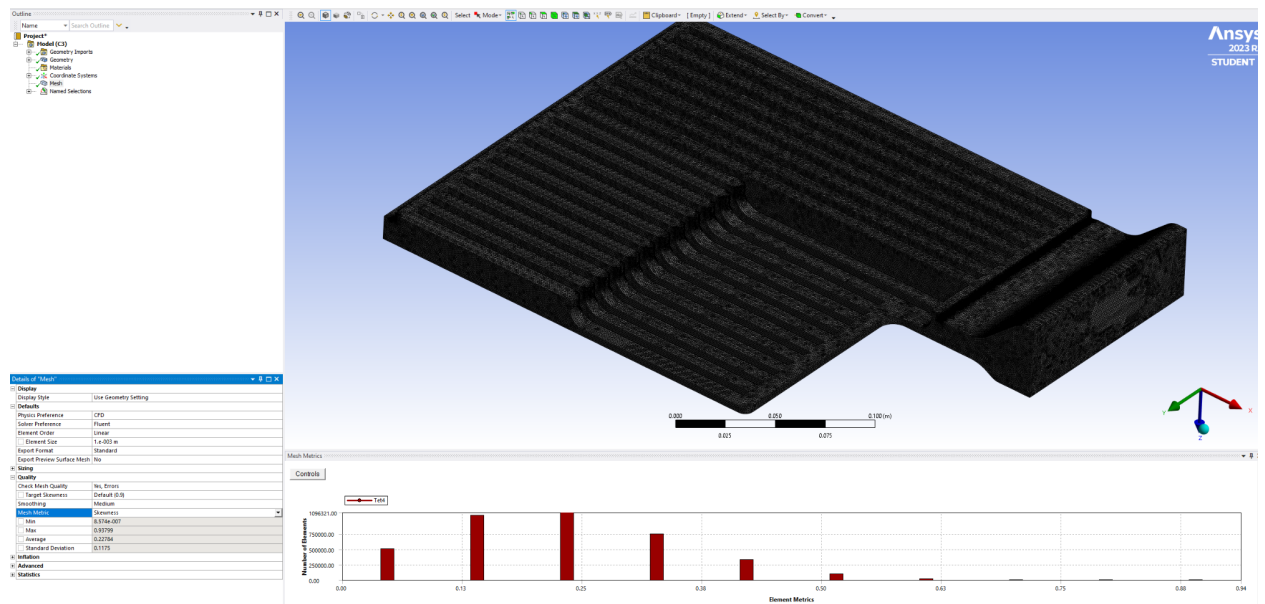 Outline
Name Search Outline
Project*
Model (C3)
Geometry Imports
Geometry
Materials
Coordinate Systems
Mesh
Named Selections
Select Mode Clipboard [Empty] Extend Select By Convert
Ansys
2023 R
STUDENT
0.000 0.050 0.100 (m)
0.025 0.075
Y X
Z
Details of "Mesh"
Display
Display Style Use Geometry Setting
Defaults
Physics Preference CFD
Solver Preference Fluent
Element Order Linear
Element Size 1.e-003 m
Export Format Standard
Export Preview Surface Mesh No
Sizing
Quality
Check Mesh Quality Yes, Errors
Target Skewness Default (0.9)
Smoothing Medium
Mesh Metric Skewness
Min 8.574e-007
Max 0.93799
Average 0.22784
Standard Deviation 0.1175
Inflation
Advanced
Statistics
Mesh Metrics
Controls
Tet4
Number of Elements
1096321.00
750000.00
500000.00
250000.00
0.00
0.00 0.13 0.25 0.38 0.50 0.63 0.75 0.88 0.94
Element Metrics